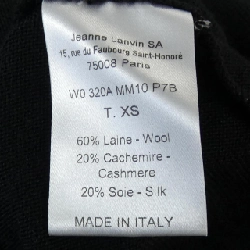 Jeanne Lanvin SA
15, rue du Faubourg Saint-Honoré
75008 Paris
W0 320A MM10 P7B
T. XS
60% Laine - Wool
20% Cachemire -
Cashmere
20% Soie - Silk
MADE IN ITALY